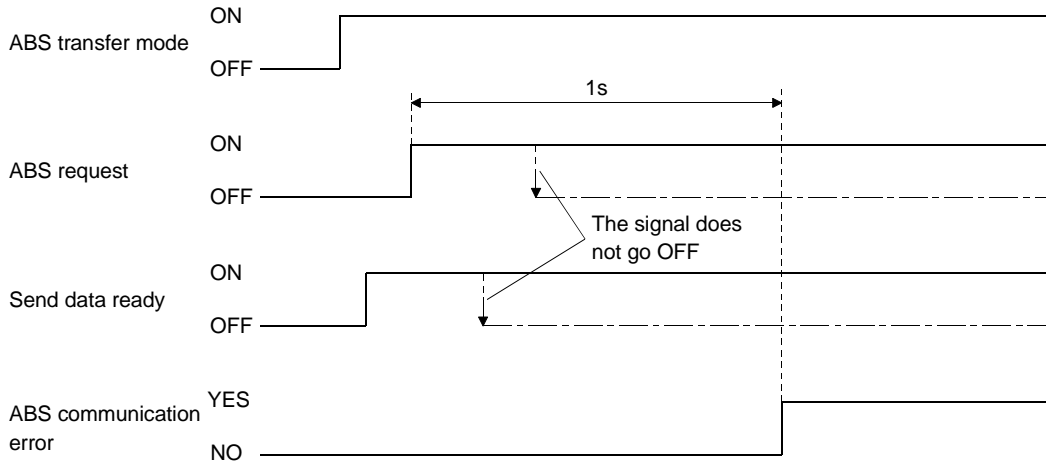 ON
ABS transfer mode
OFF
1s
ON
ABS request
OFF
The signal does
not go OFF
ON
Send data ready
OFF
YES
ABS communication
error
NO